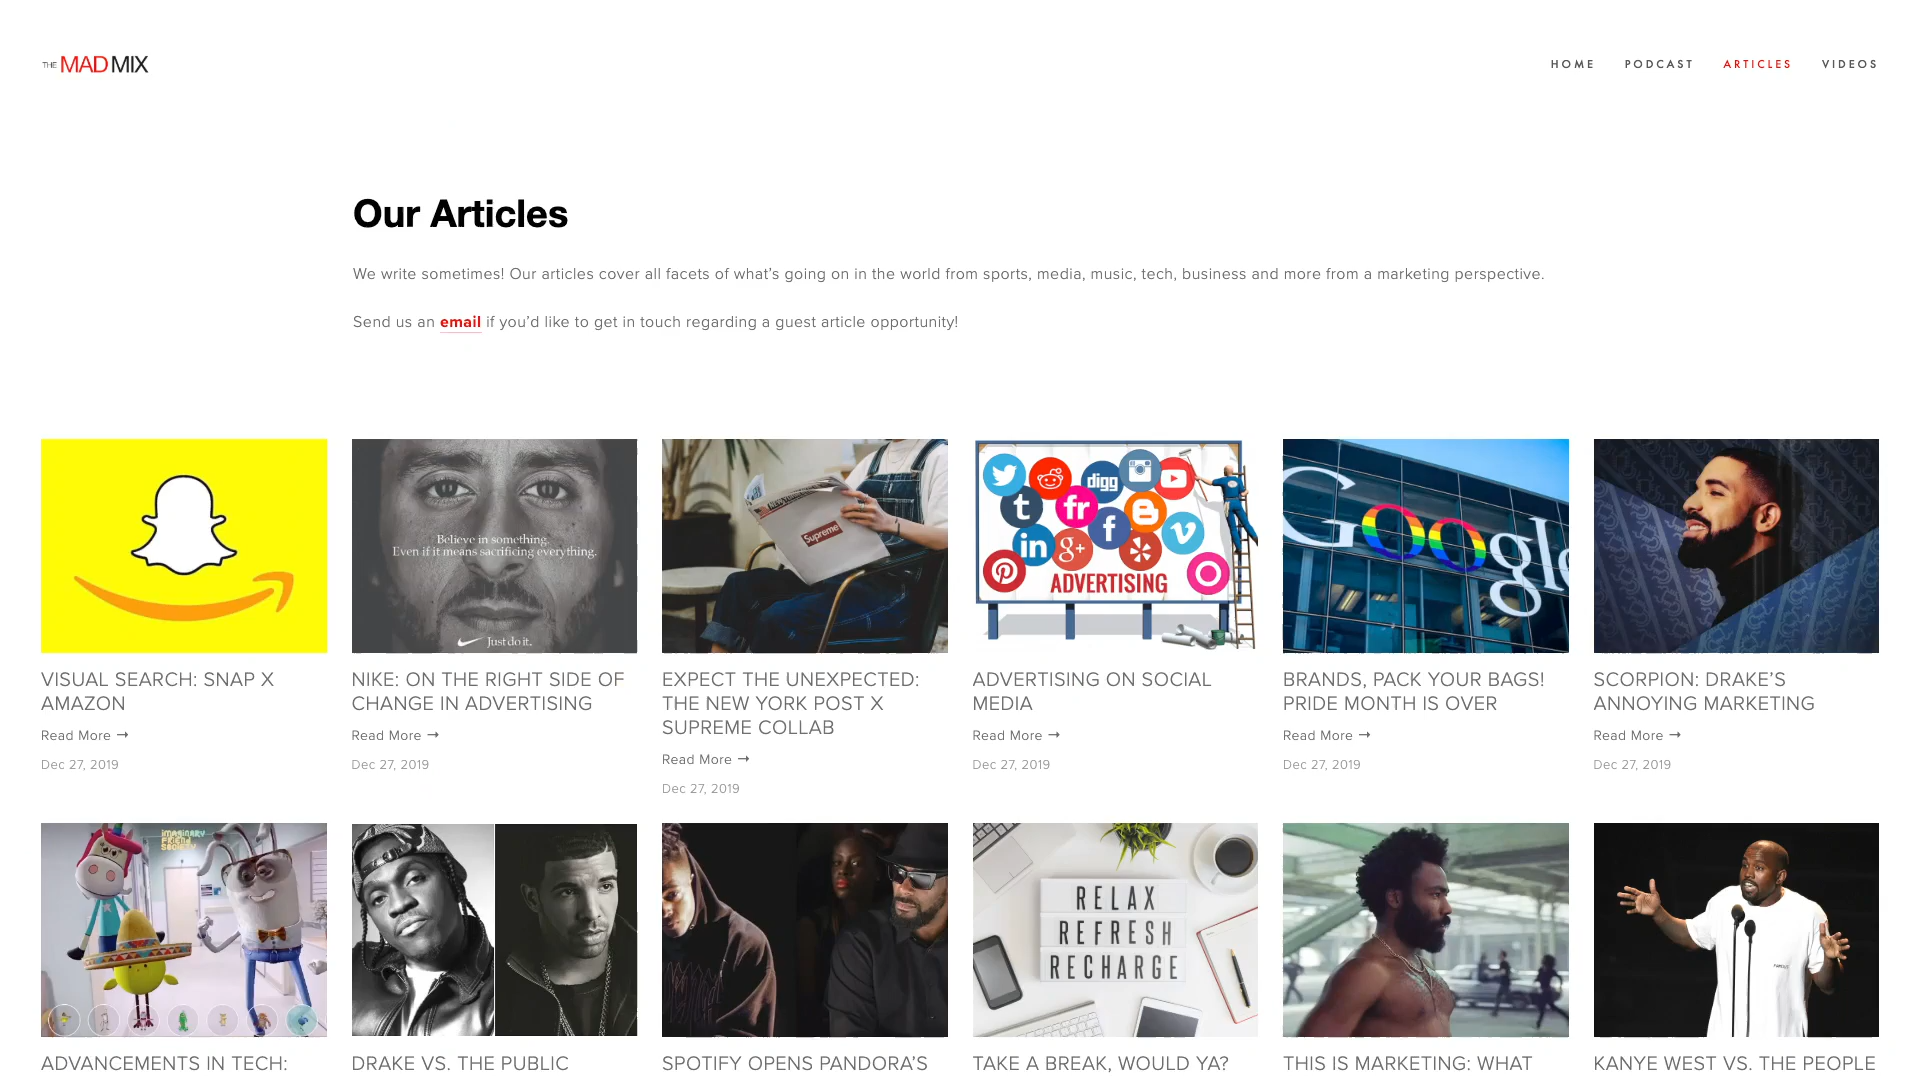 THE MAD MIX
HOME PODCAST ARTICLES VIDEOS
Our Articles
We write sometimes! Our articles cover all facets of what's going on in the world from sports, media, music, tech, business and more from a marketing perspective.
Send us an email if you'd like to get in touch regarding a guest article opportunity!
Believe in something.
Even if it means sacrificing everything.
Just do it.
Supreme
digg
t
fr
f
in
g+
ADVERTISING
Google
VISUAL SEARCH: SNAP X
AMAZON
Read More →
Dec 27, 2019
NIKE: ON THE RIGHT SIDE OF
CHANGE IN ADVERTISING
Read More →
Dec 27, 2019
EXPECT THE UNEXPECTED:
THE NEW YORK POST X
SUPREME COLLAB
Read More →
Dec 27, 2019
ADVERTISING ON SOCIAL
MEDIA
Read More →
Dec 27, 2019
BRANDS, PACK YOUR BAGS!
PRIDE MONTH IS OVER
Read More →
Dec 27, 2019
SCORPION: DRAKE'S
ANNOYING MARKETING
Read More →
Dec 27, 2019
imaginary
FRiend
SOCiETY
RELAX
REFRESH
RECHARGE
ADVANCEMENTS IN TECH:
DRAKE VS. THE PUBLIC
SPOTIFY OPENS PANDORA'S
TAKE A BREAK, WOULD YA?
THIS IS MARKETING: WHAT
KANYE WEST VS. THE PEOPLE